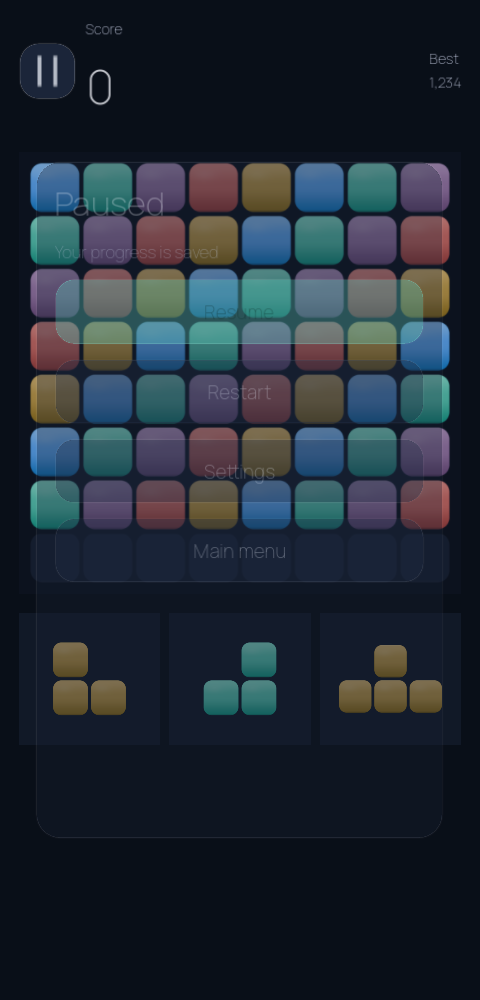 Score
0
Best
1,234
Paused
Your progress is saved
Resume
Restart
Settings
Main menu